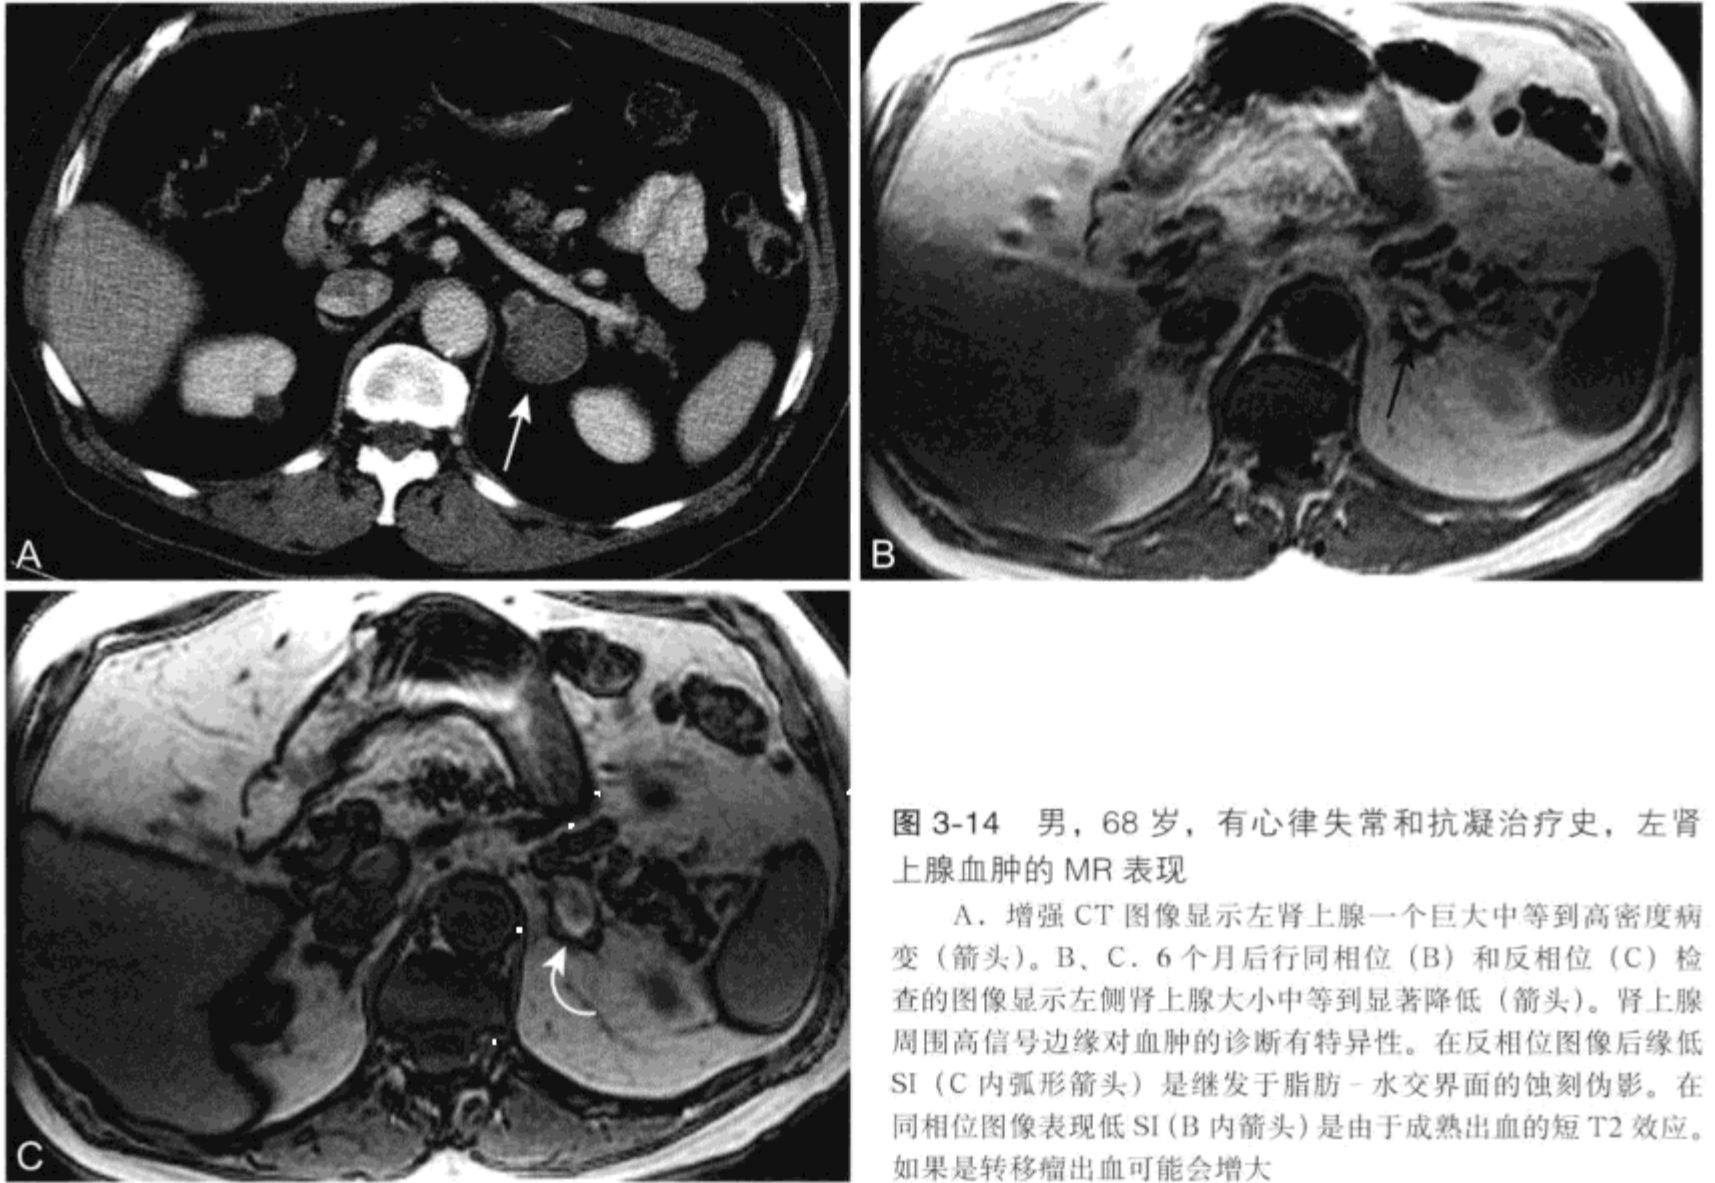 A
B
C
图 3-14 男，68 岁，有心律失常和抗凝治疗史，左肾
上腺血肿的 MR 表现
A．增强 CT 图像显示左肾上腺一个巨大中等到高密度病
变（箭头）。B、C．6 个月后行同相位（B）和反相位（C）检
查的图像显示左侧肾上腺大小中等到显著降低（箭头）。肾上腺
周围高信号边缘对血肿的诊断有特异性。在反相位图像后缘低
SI（C 内弧形箭头）是继发于脂肪－水交界面的蚀刻伪影。在
同相位图像表现低 SI（B 内箭头）是由于成熟出血的短 T2 效应。
如果是转移瘤出血可能会增大